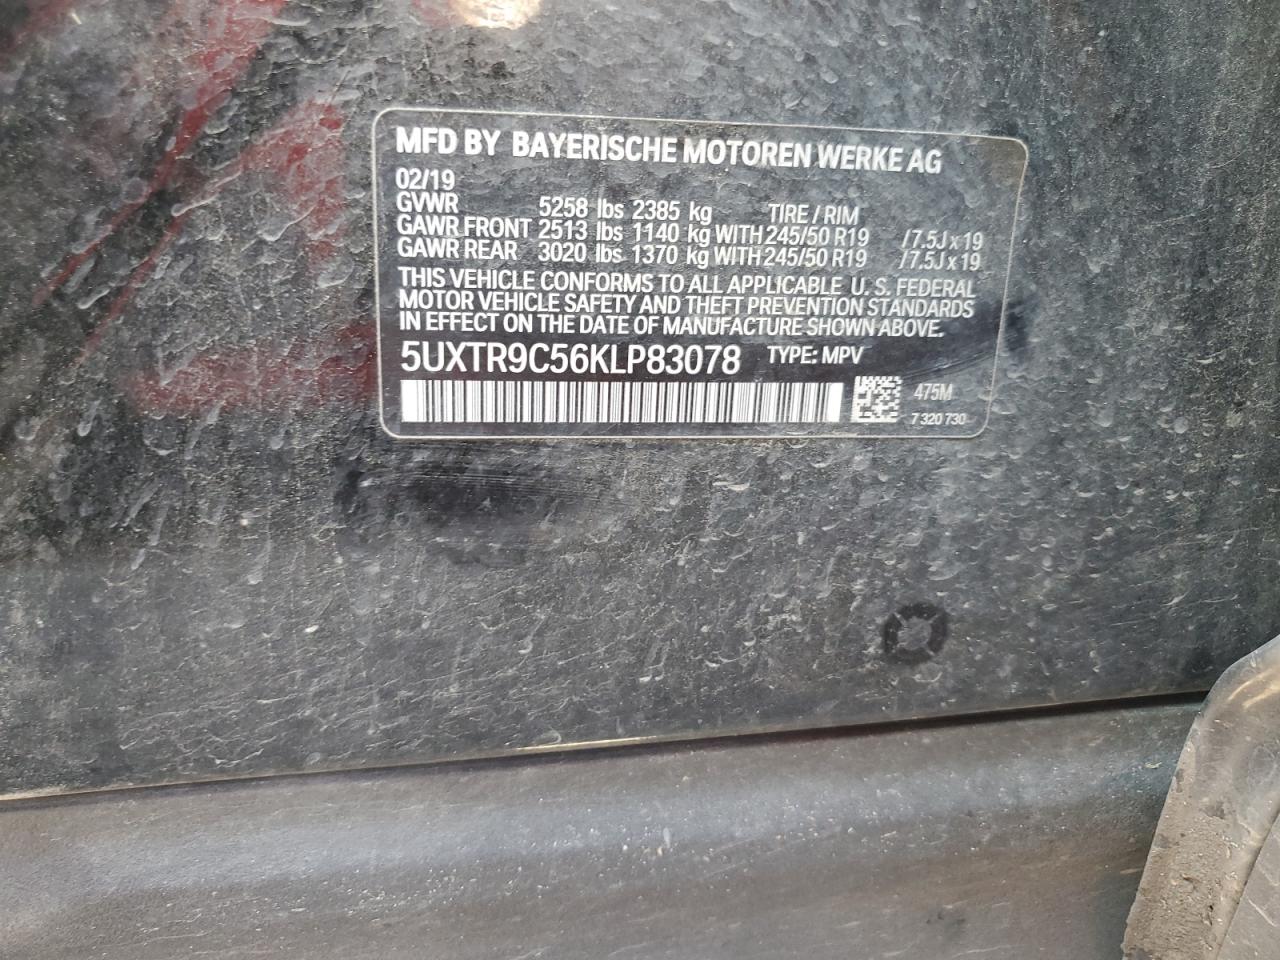 MFD BY BAYERISCHE MOTOREN WERKE AG
02/19
GVWR 5258 lbs 2385 kg TIRE / RIM
GAWR FRONT 2513 lbs 1140 kg WITH 245/50 R19 /7.5J x 19
GAWR REAR 3020 lbs 1370 kg WITH 245/50 R19 /7.5J x 19
THIS VEHICLE CONFORMS TO ALL APPLICABLE U. S. FEDERAL
MOTOR VEHICLE SAFETY AND THEFT PREVENTION STANDARDS
IN EFFECT ON THE DATE OF MANUFACTURE SHOWN ABOVE.
5UXTR9C56KLP83078 TYPE: MPV
475M
7 320 730